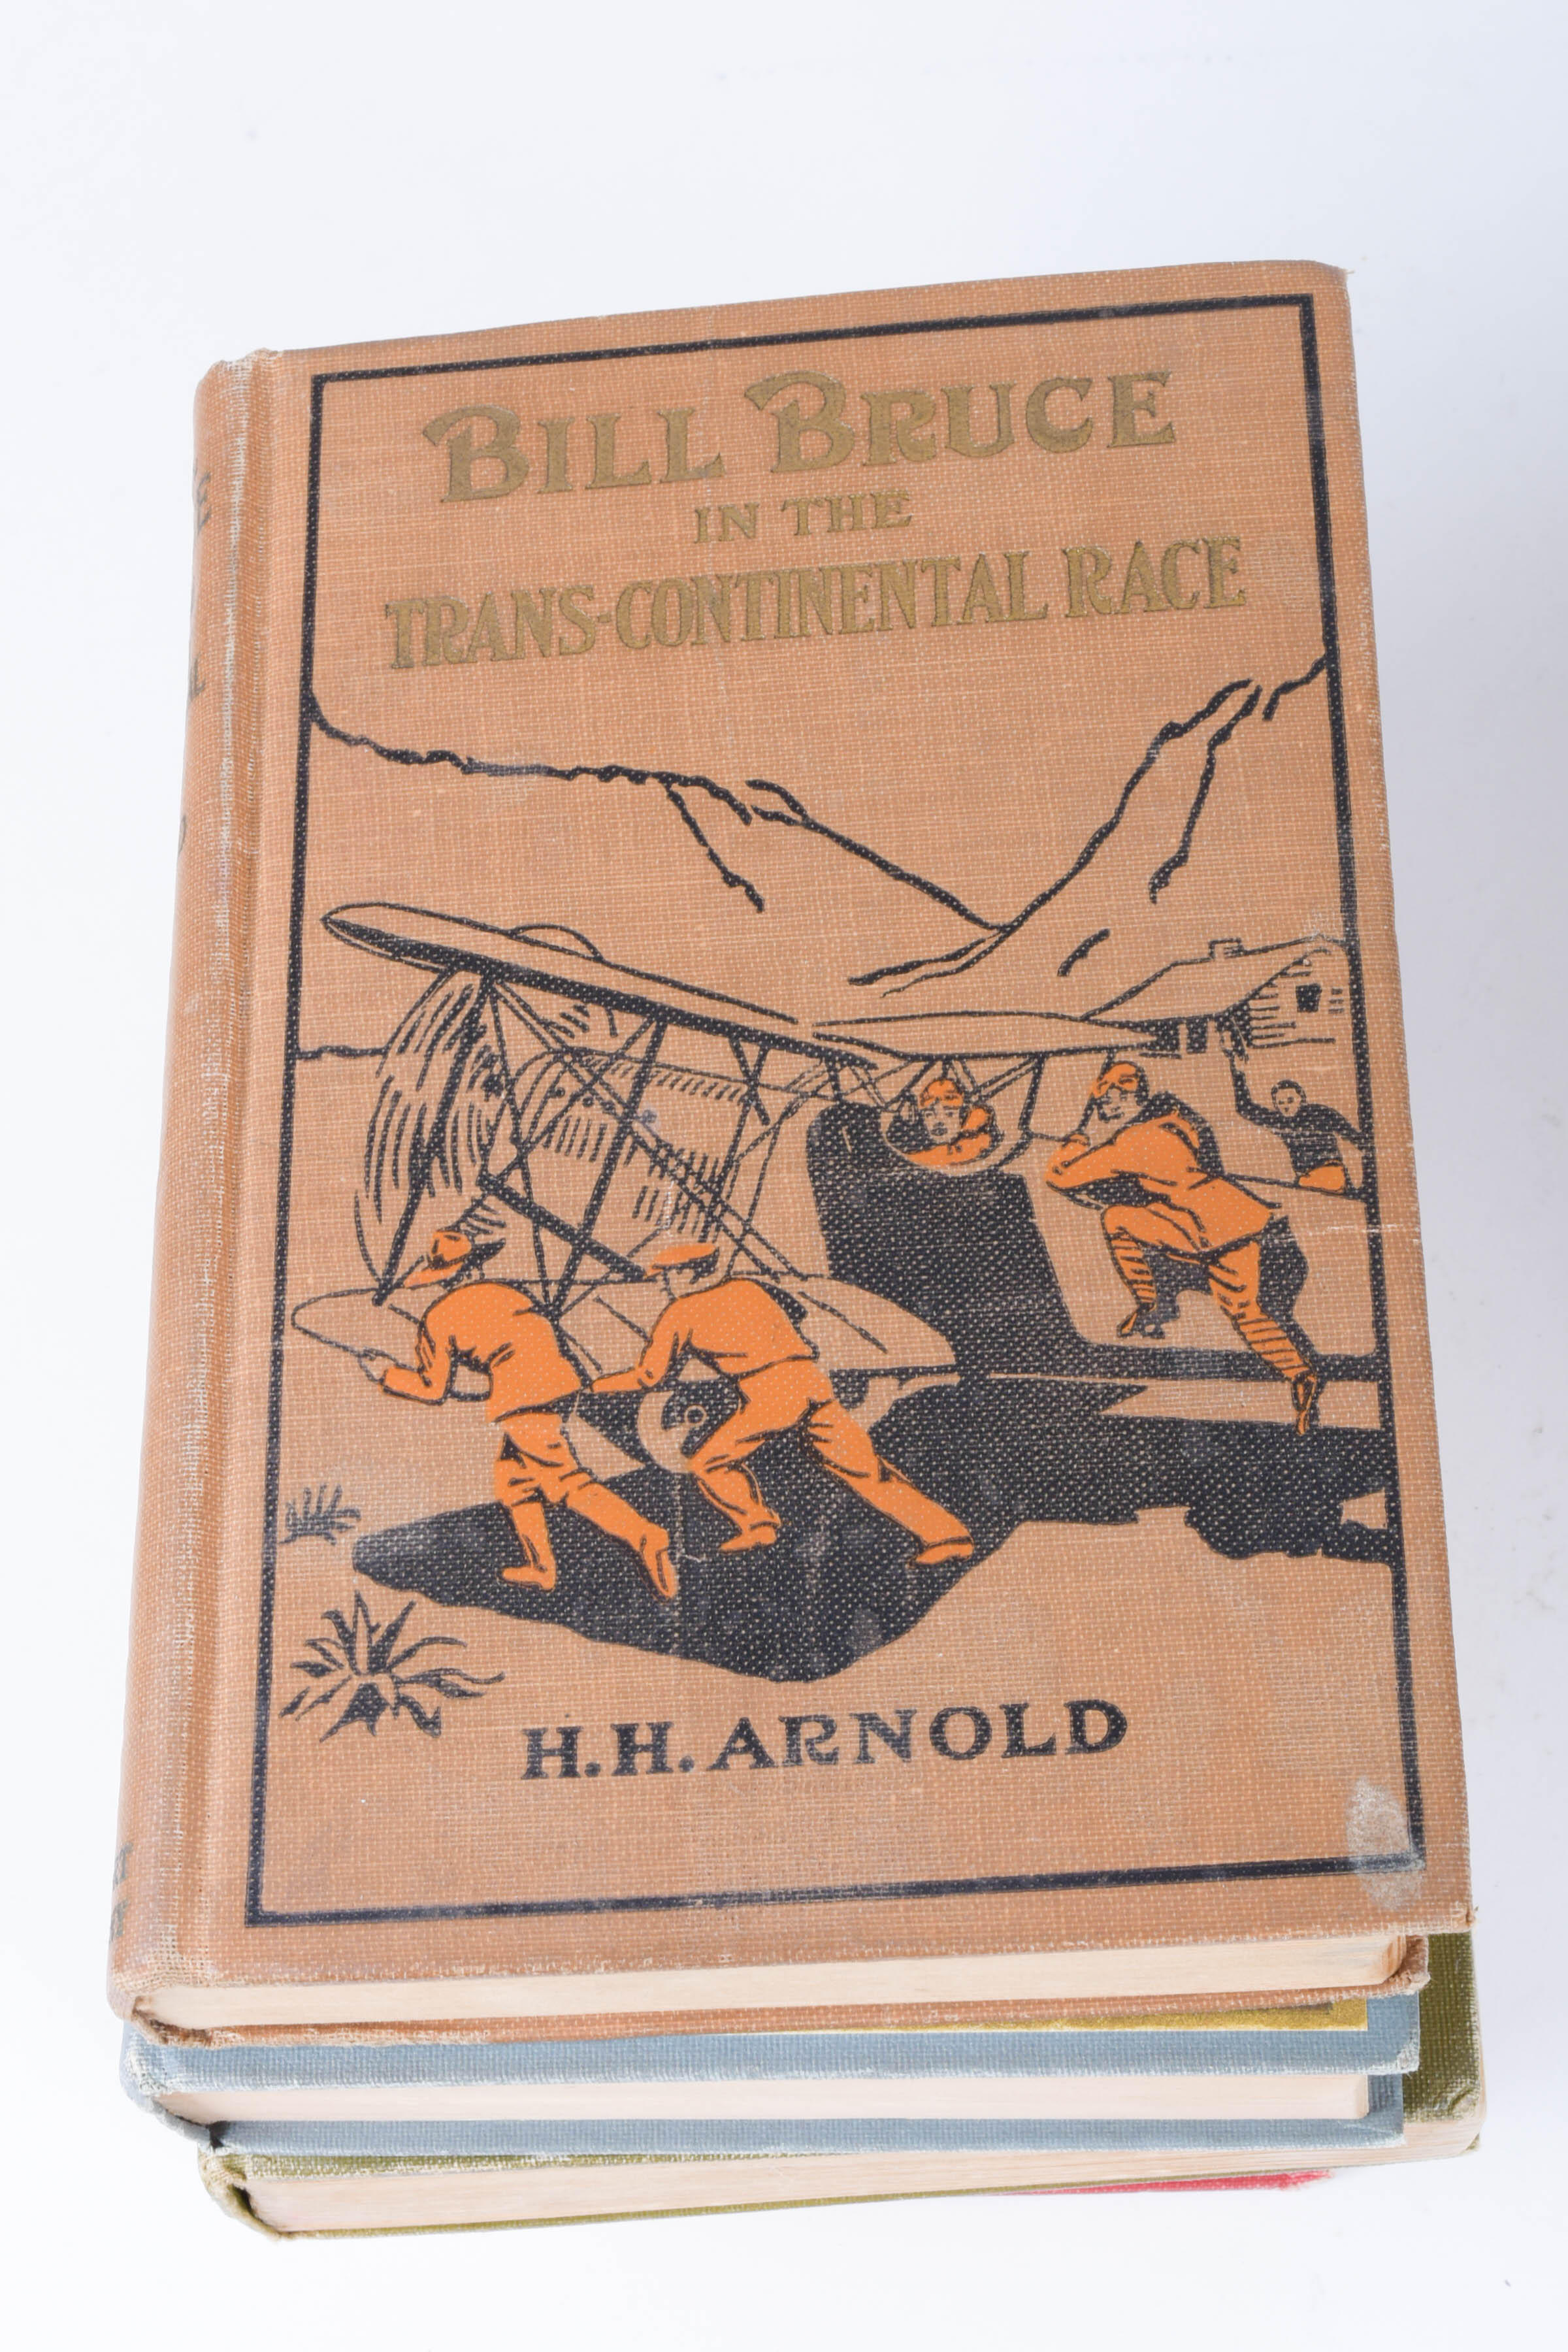 BILL BRUCE
IN THE
TRANS-CONTINENTAL RACE
H.H. ARNOLD